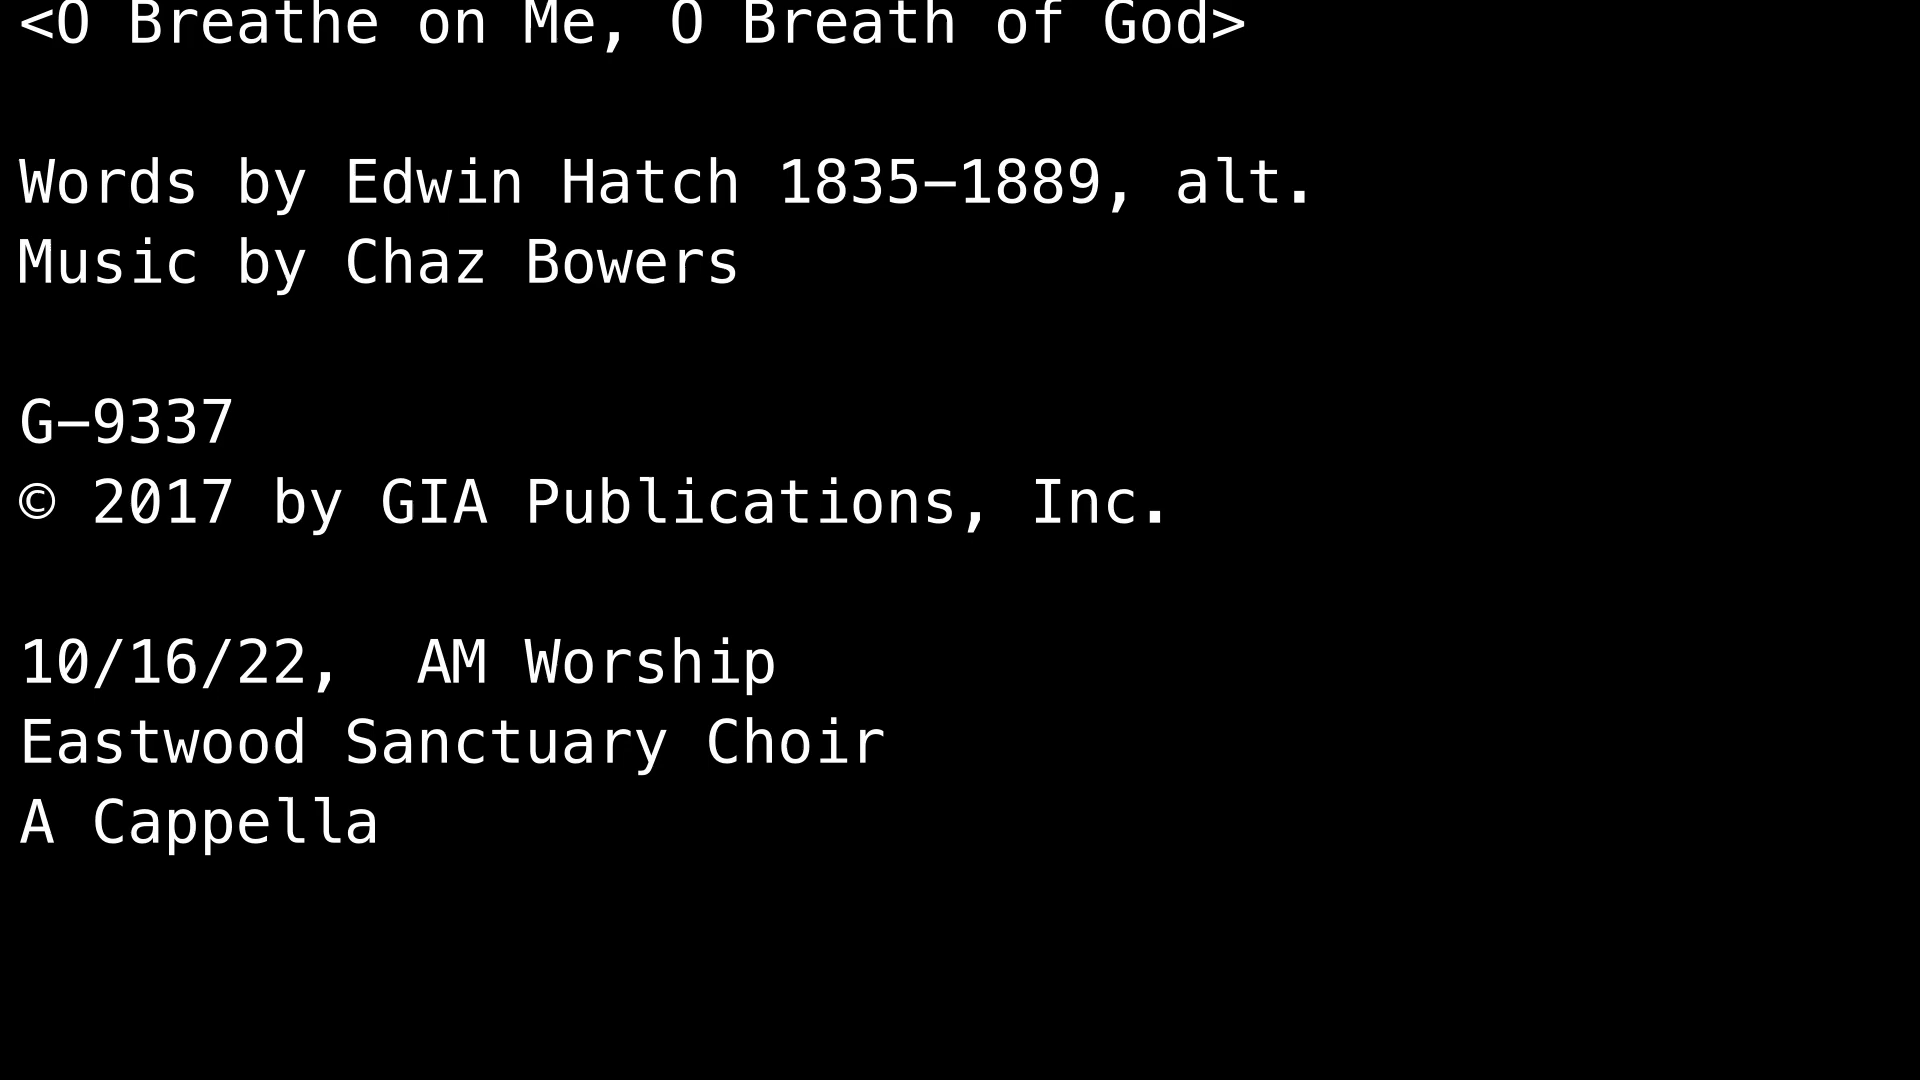 <O Breathe on Me, O Breath of God>
Words by Edwin Hatch 1835–1889, alt.
Music by Chaz Bowers
G–9337
© 2017 by GIA Publications, Inc.
10/16/22,  AM Worship
Eastwood Sanctuary Choir
A Cappella